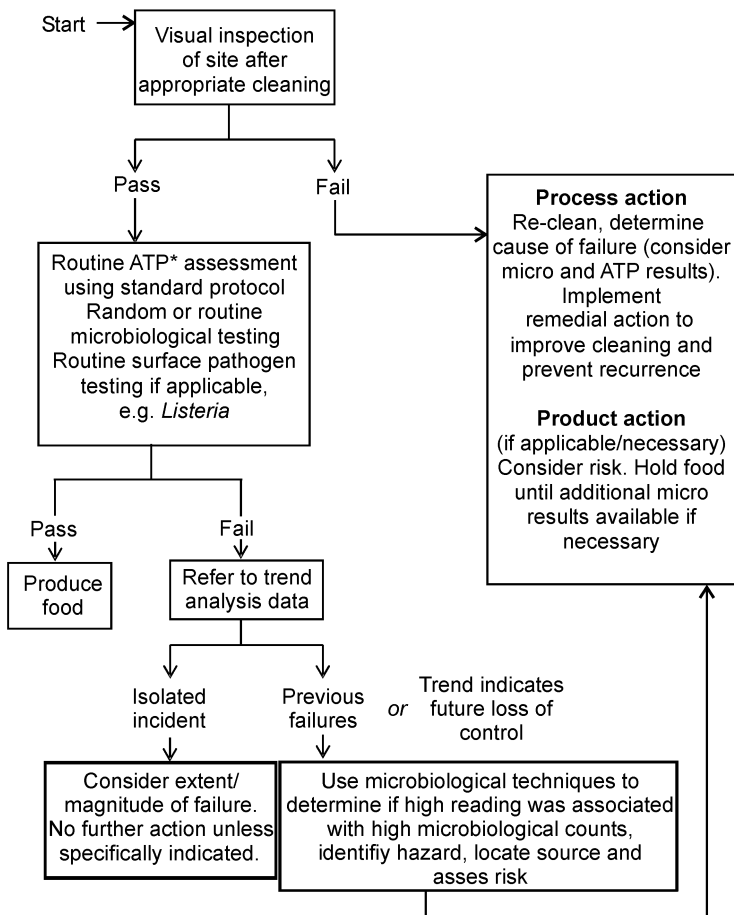 Start
Visual inspection
of site after
appropriate cleaning
Pass
Fail
Process action
Re-clean, determine
cause of failure (consider
micro and ATP results).
Implement
remedial action to
improve cleaning and
prevent recurrence
Product action
(if applicable/necessary)
Consider risk. Hold food
until additional micro
results available if
necessary
Routine ATP* assessment
using standard protocol
Random or routine
microbiological testing
Routine surface pathogen
testing if applicable,
e.g. Listeria
Pass
Fail
Produce
food
Refer to trend
analysis data
Isolated
incident
Previous
failures
or
Trend indicates
future loss of
control
Consider extent/
magnitude of failure.
No further action unless
specifically indicated.
Use microbiological techniques to
determine if high reading was associated
with high microbiological counts,
identifiy hazard, locate source and
asses risk